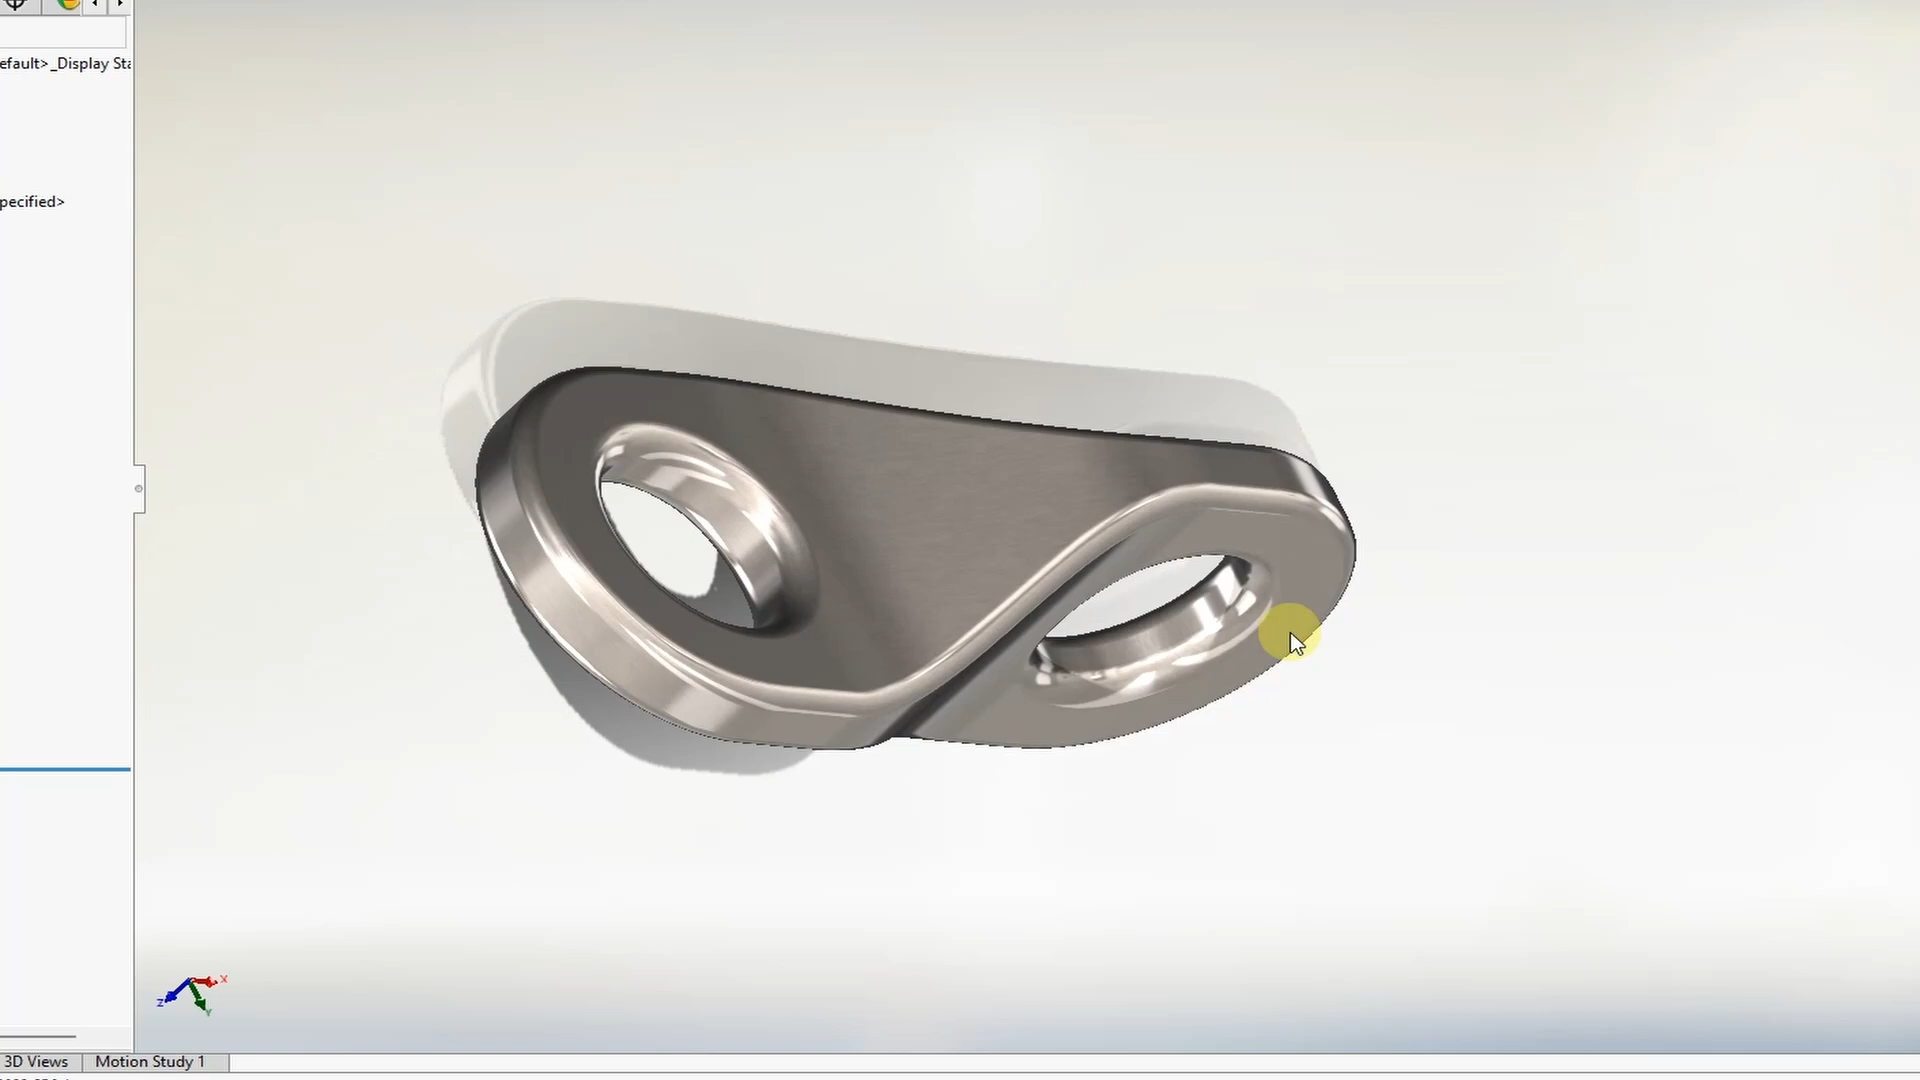 efault>_Display Sta
pecified>
X
Z
Y
3D Views
Motion Study 1